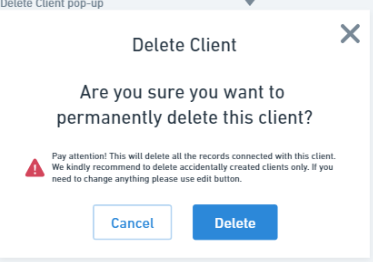 Delete Client pop-up
Delete Client
Are you sure you want to
permanently delete this client?
Pay attention! This will delete all the records connected with this client.
We kindly recommend to delete accidentally created clients only. If you
need to change anything please use edit button.
Cancel
Delete